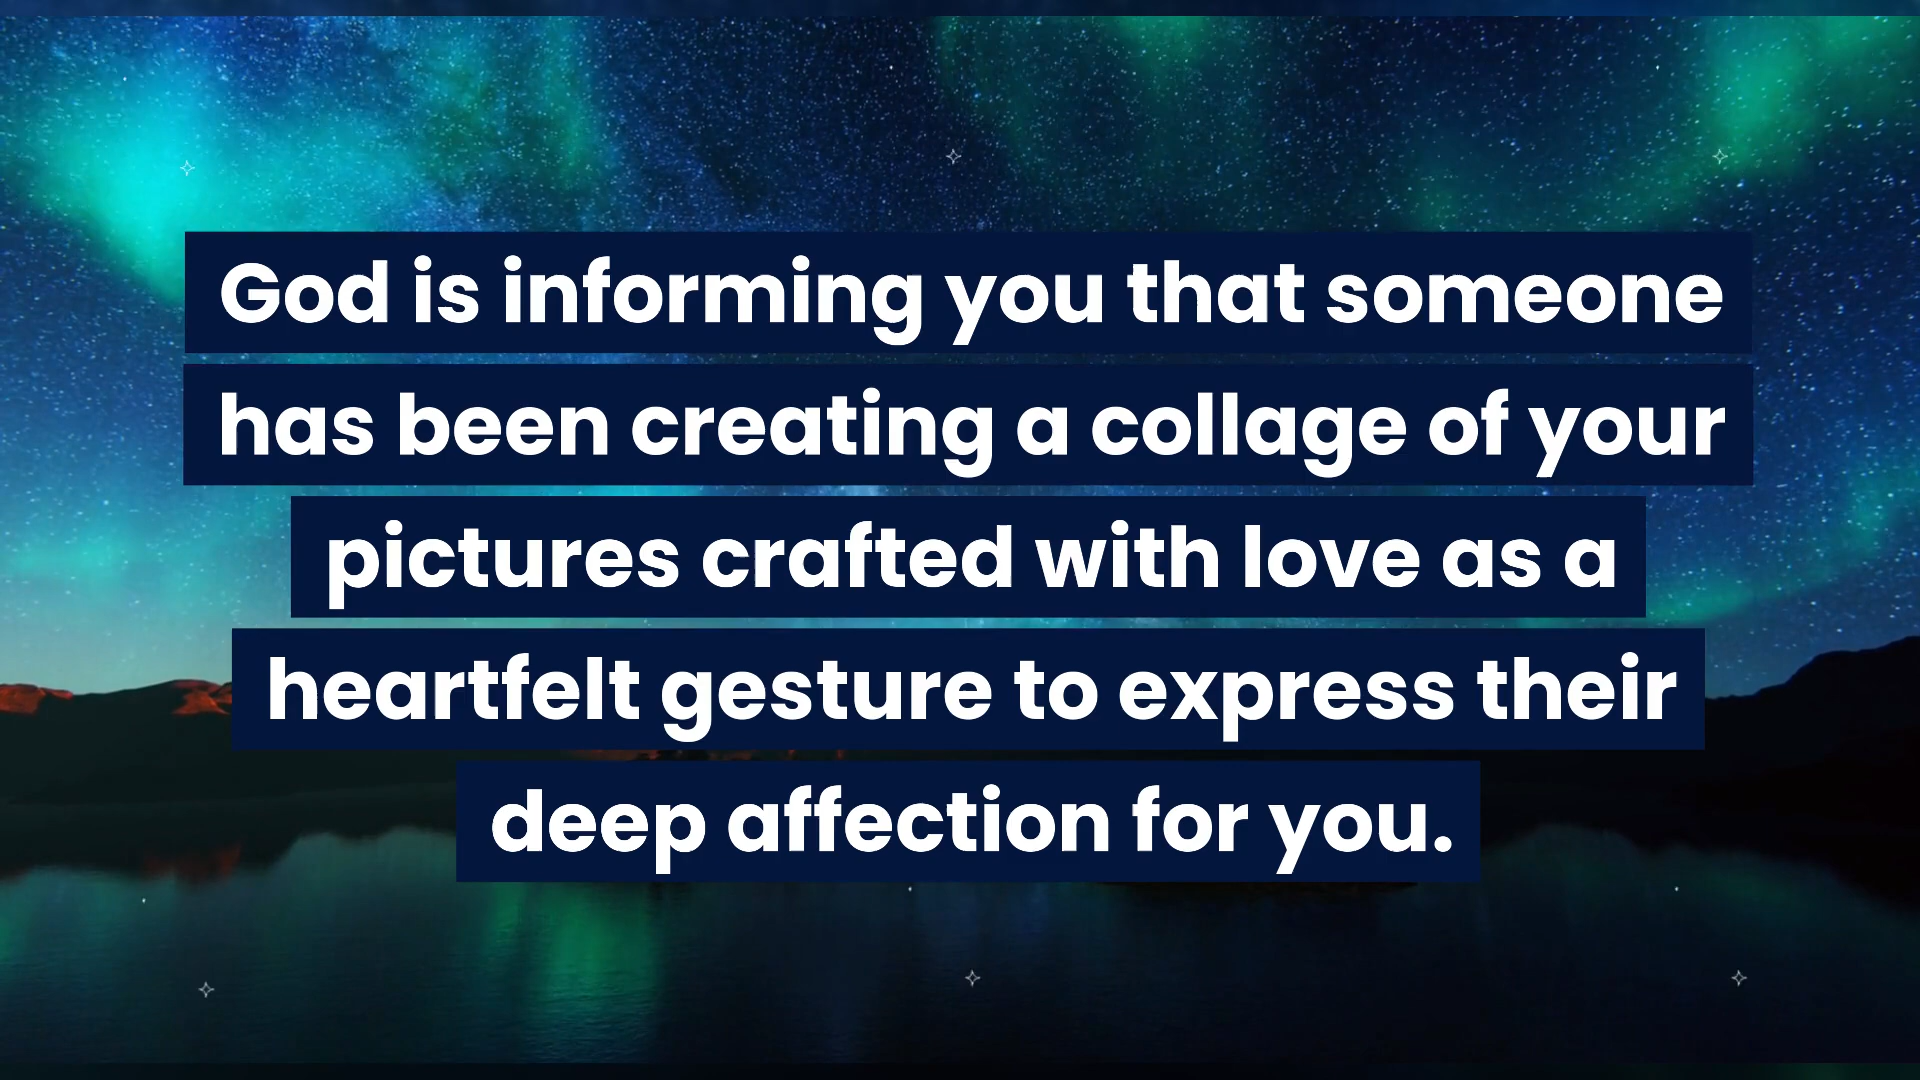 God is informing you that someone
has been creating a collage of your
pictures crafted with love as a
heartfelt gesture to express their
deep affection for you.